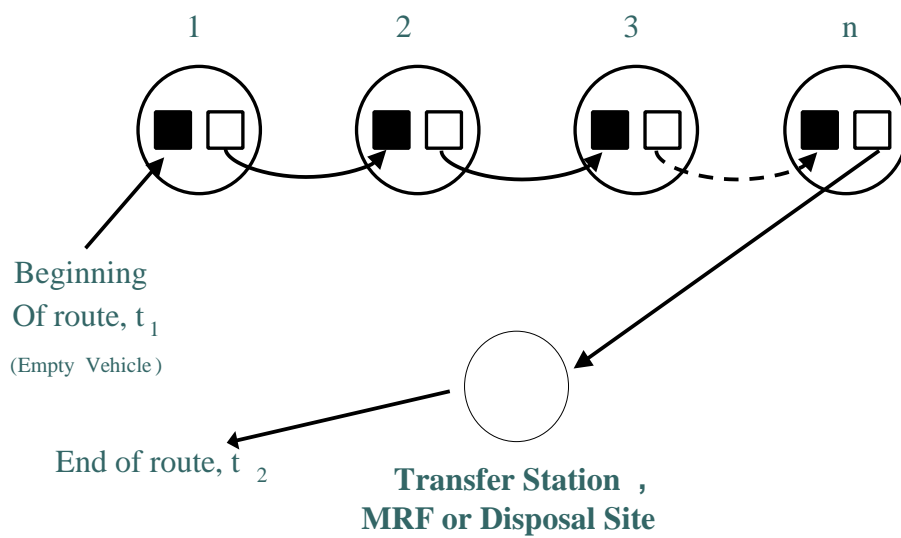 1 2 3 n
Beginning
Of route, t 1
(Empty Vehicle)
End of route, t 2
Transfer Station ,
MRF or Disposal Site